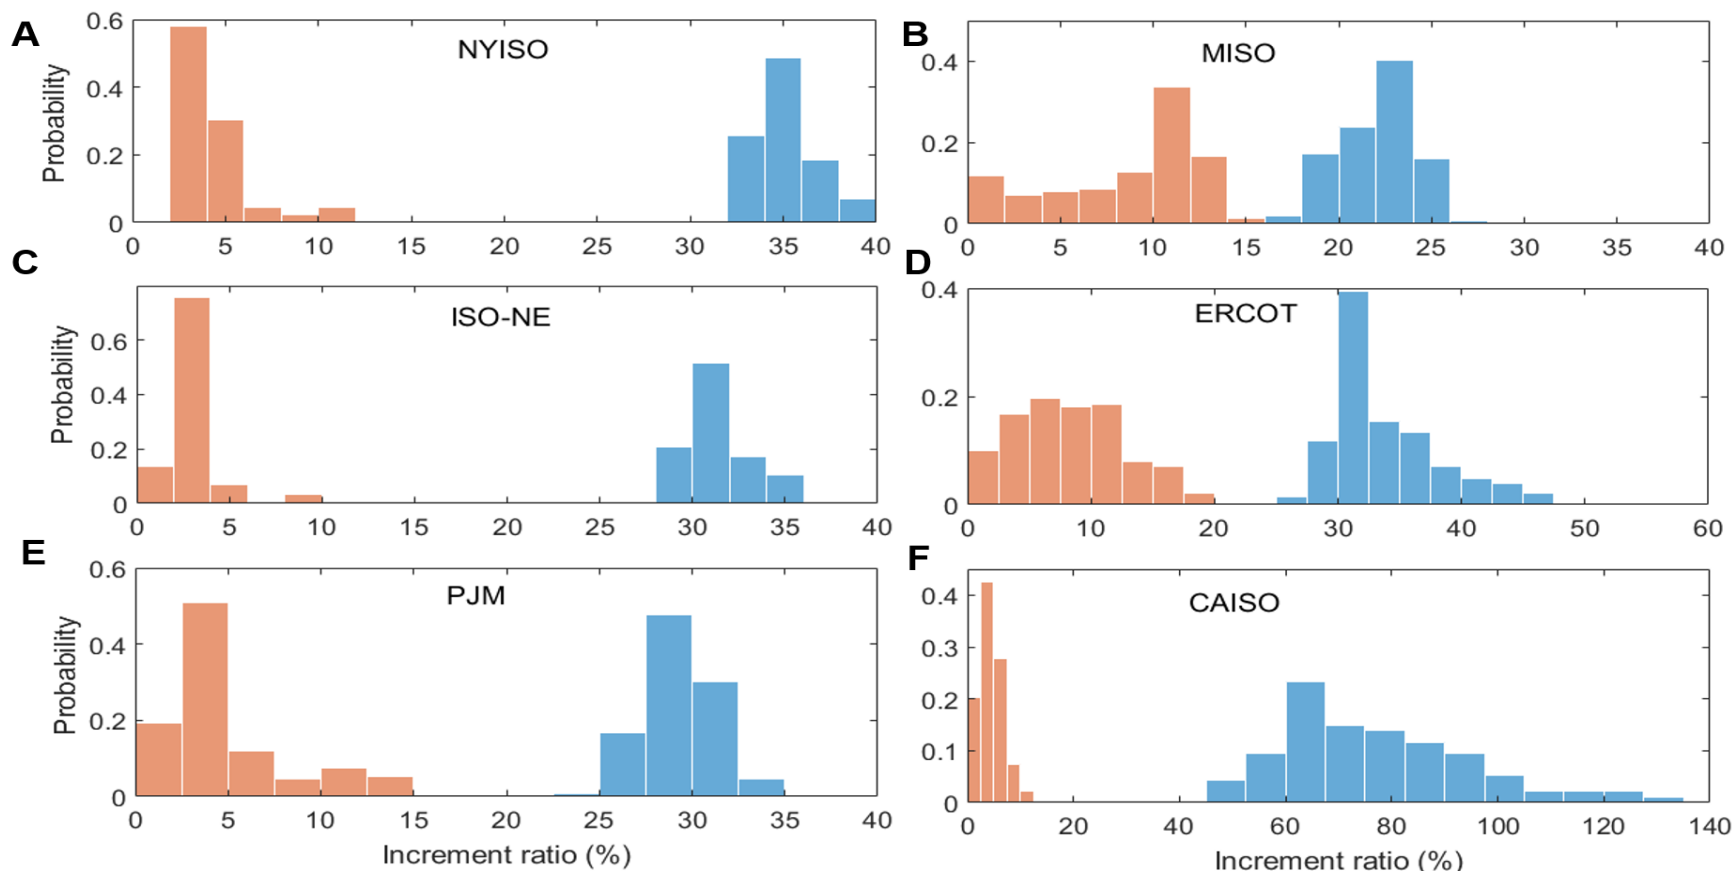 A
NYISO
Probability
0.6
0.4
0.2
0
0 5 10 15 20 25 30 35 40
B
MISO
0.4
0.2
0
0 5 10 15 20 25 30 35 40
C
ISO-NE
Probability
0.6
0.4
0.2
0
0 5 10 15 20 25 30 35 40
D
ERCOT
0.4
0.2
0
0 10 20 30 40 50 60
E
PJM
Probability
0.6
0.4
0.2
0
0 5 10 15 20 25 30 35 40
Increment ratio (%)
F
CAISO
0.4
0.3
0.2
0.1
0
0 20 40 60 80 100 120 140
Increment ratio (%)